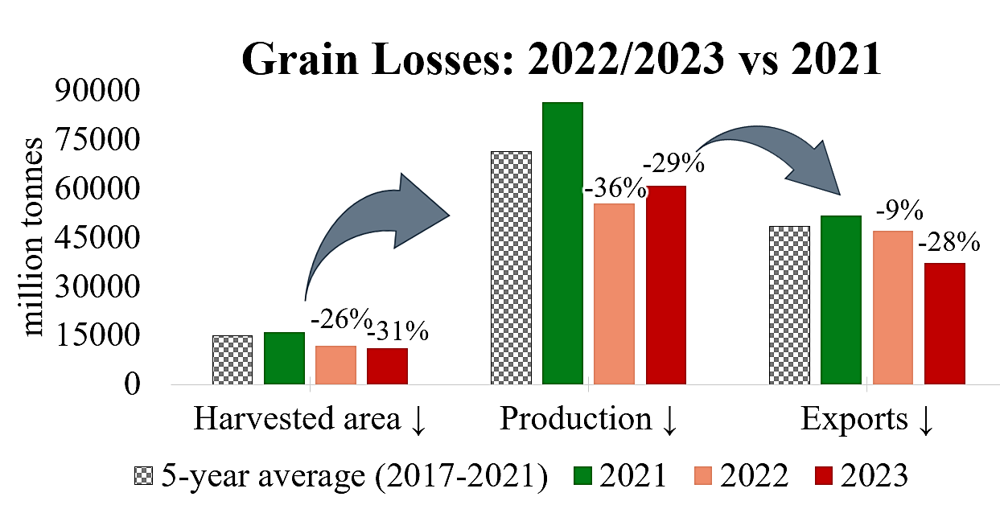 Grain Losses: 2022/2023 vs 2021
million tonnes
90000
75000
60000
45000
30000
15000
0
-26%
-31%
-36%
-29%
-9%
-28%
Harvested area ↓
Production ↓
Exports ↓
5-year average (2017-2021)
2021
2022
2023